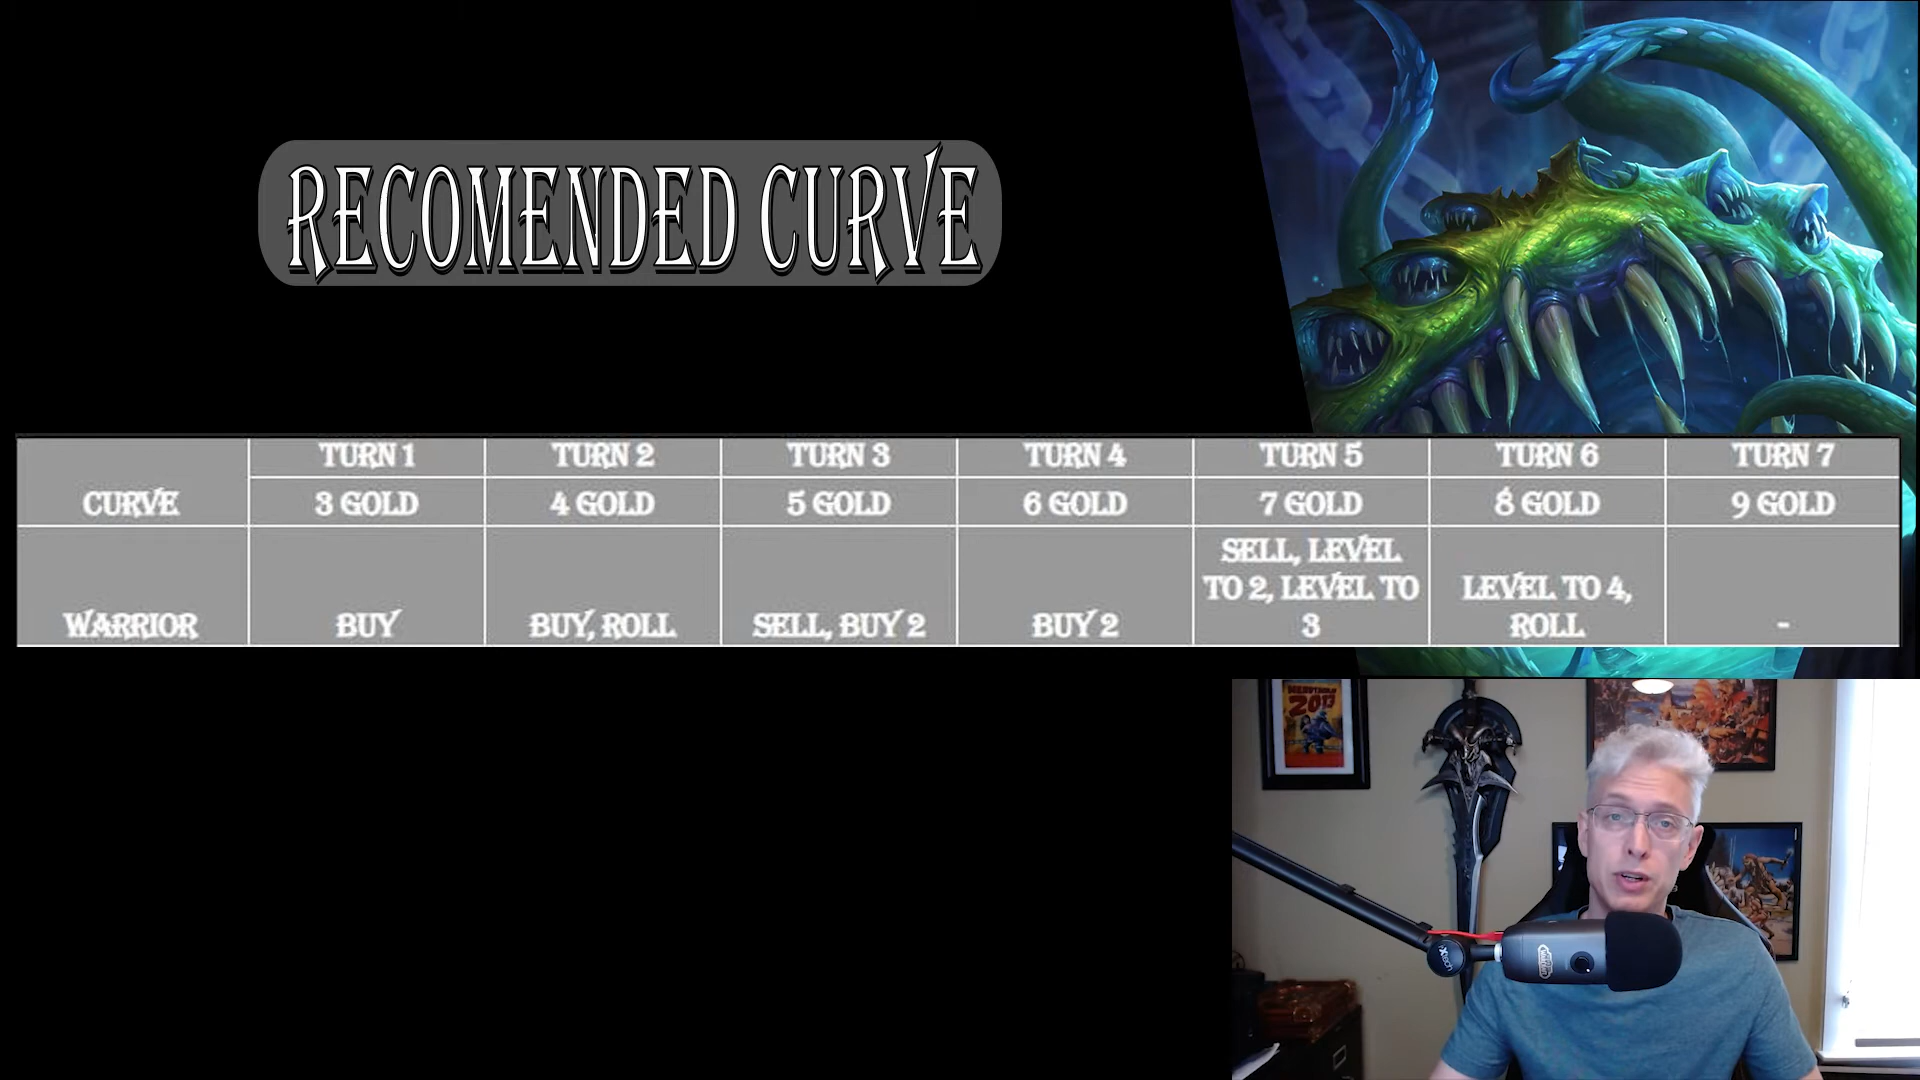 RECOMENDED CURVE
TURN 1
TURN 2
TURN 3
TURN 4
TURN 5
TURN 6
TURN 7
CURVE
3 GOLD
4 GOLD
5 GOLD
6 GOLD
7 GOLD
8 GOLD
9 GOLD
WARRIOR
BUY
BUY, ROLL
SELL, BUY 2
BUY 2
SELL, LEVEL
TO 2, LEVEL TO
3
LEVEL TO 4,
ROLL
-
2013